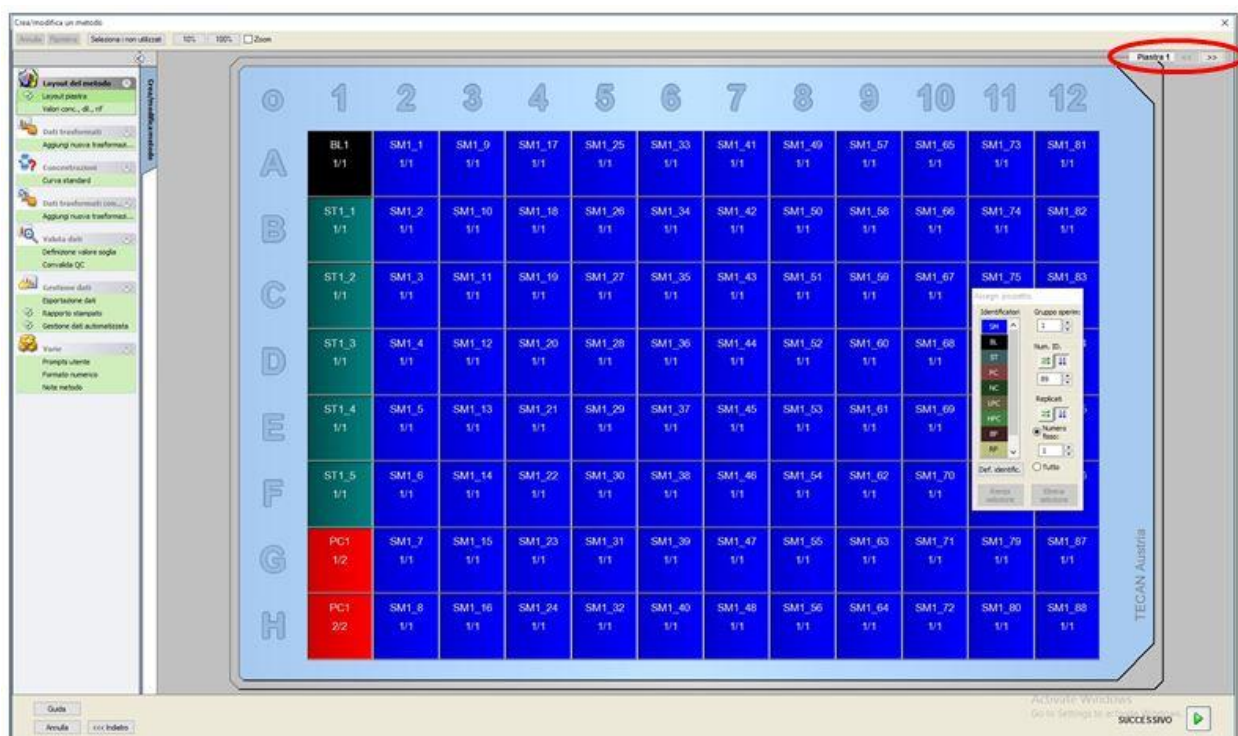 Crea/modifica un metodo
Annulla Ripristina Seleziona i non utilizzati 10% 100% Zoom
Piastra 1 << >>
Layout del metodo
Layout piastra
Valori conc., dil., rif
Dati trasformati
Aggiungi nuova trasformazi...
Concentrazioni
Curva standard
Dati trasformati con...
Aggiungi nuova trasformazi...
Valuta dati
Definizione valore soglia
Convalida QC
Gestione dati
Esportazione dati
Rapporto stampato
Gestione dati automatizzata
Varie
Prompts utente
Formato numerico
Note metodo
Crea/modifica metodo
1 2 3 4 5 6 7 8 9 10 11 12
A BL1 SM1_1 SM1_9 SM1_17 SM1_25 SM1_33 SM1_41 SM1_49 SM1_57 SM1_65 SM1_73 SM1_81
1/1 1/1 1/1 1/1 1/1 1/1 1/1 1/1 1/1 1/1 1/1 1/1
B ST1_1 SM1_2 SM1_10 SM1_18 SM1_26 SM1_34 SM1_42 SM1_50 SM1_58 SM1_66 SM1_74 SM1_82
1/1 1/1 1/1 1/1 1/1 1/1 1/1 1/1 1/1 1/1 1/1 1/1
C ST1_2 SM1_3 SM1_11 SM1_19 SM1_27 SM1_35 SM1_43 SM1_51 SM1_59 SM1_67 SM1_75 SM1_83
1/1 1/1 1/1 1/1 1/1 1/1 1/1 1/1 1/1 1/1
D ST1_3 SM1_4 SM1_12 SM1_20 SM1_28 SM1_36 SM1_44 SM1_52 SM1_60 SM1_68
1/1 1/1 1/1 1/1 1/1 1/1 1/1 1/1 1/1 1/1
E ST1_4 SM1_5 SM1_13 SM1_21 SM1_29 SM1_37 SM1_45 SM1_53 SM1_61 SM1_69
1/1 1/1 1/1 1/1 1/1 1/1 1/1 1/1 1/1 1/1
F ST1_5 SM1_6 SM1_14 SM1_22 SM1_30 SM1_38 SM1_46 SM1_54 SM1_62 SM1_70
1/1 1/1 1/1 1/1 1/1 1/1 1/1 1/1 1/1 1/1
G PC1 SM1_7 SM1_15 SM1_23 SM1_31 SM1_39 SM1_47 SM1_55 SM1_63 SM1_71 SM1_79 SM1_87
1/2 1/1 1/1 1/1 1/1 1/1 1/1 1/1 1/1 1/1 1/1 1/1
H PC1 SM1_8 SM1_16 SM1_24 SM1_32 SM1_40 SM1_48 SM1_56 SM1_64 SM1_72 SM1_80 SM1_88
2/2 1/1 1/1 1/1 1/1 1/1 1/1 1/1 1/1 1/1 1/1 1/1
Assegn. pozzetto
Identificatori
SM
BL
ST
PC
NC
LPC
HPC
BP
RP
Def. identific.
Gruppo sperim:
1
Num. ID.
89
Replicati
Numero fisso:
1
Tutto
TECAN Austria
Guida
Annulla <<< Indietro
Activate Windows
Go to Settings to activate Windows.
SUCCESSIVO